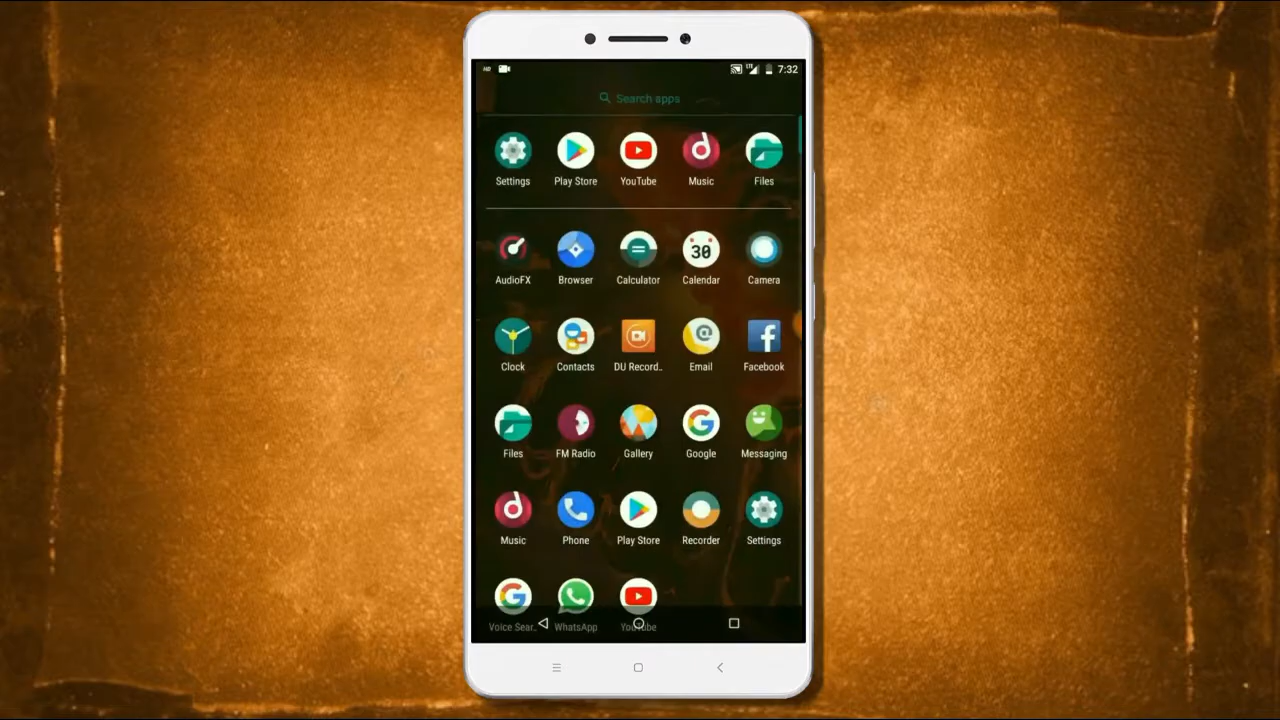 HD LTE 7:32
Search apps
Settings Play Store YouTube Music Files
AudioFX Browser Calculator 30 Calendar Camera
Clock Contacts DU Record.. Email Facebook
Files FM Radio Gallery Google Messaging
Music Phone Play Store Recorder Settings
Voice Sear.. WhatsApp YouTube